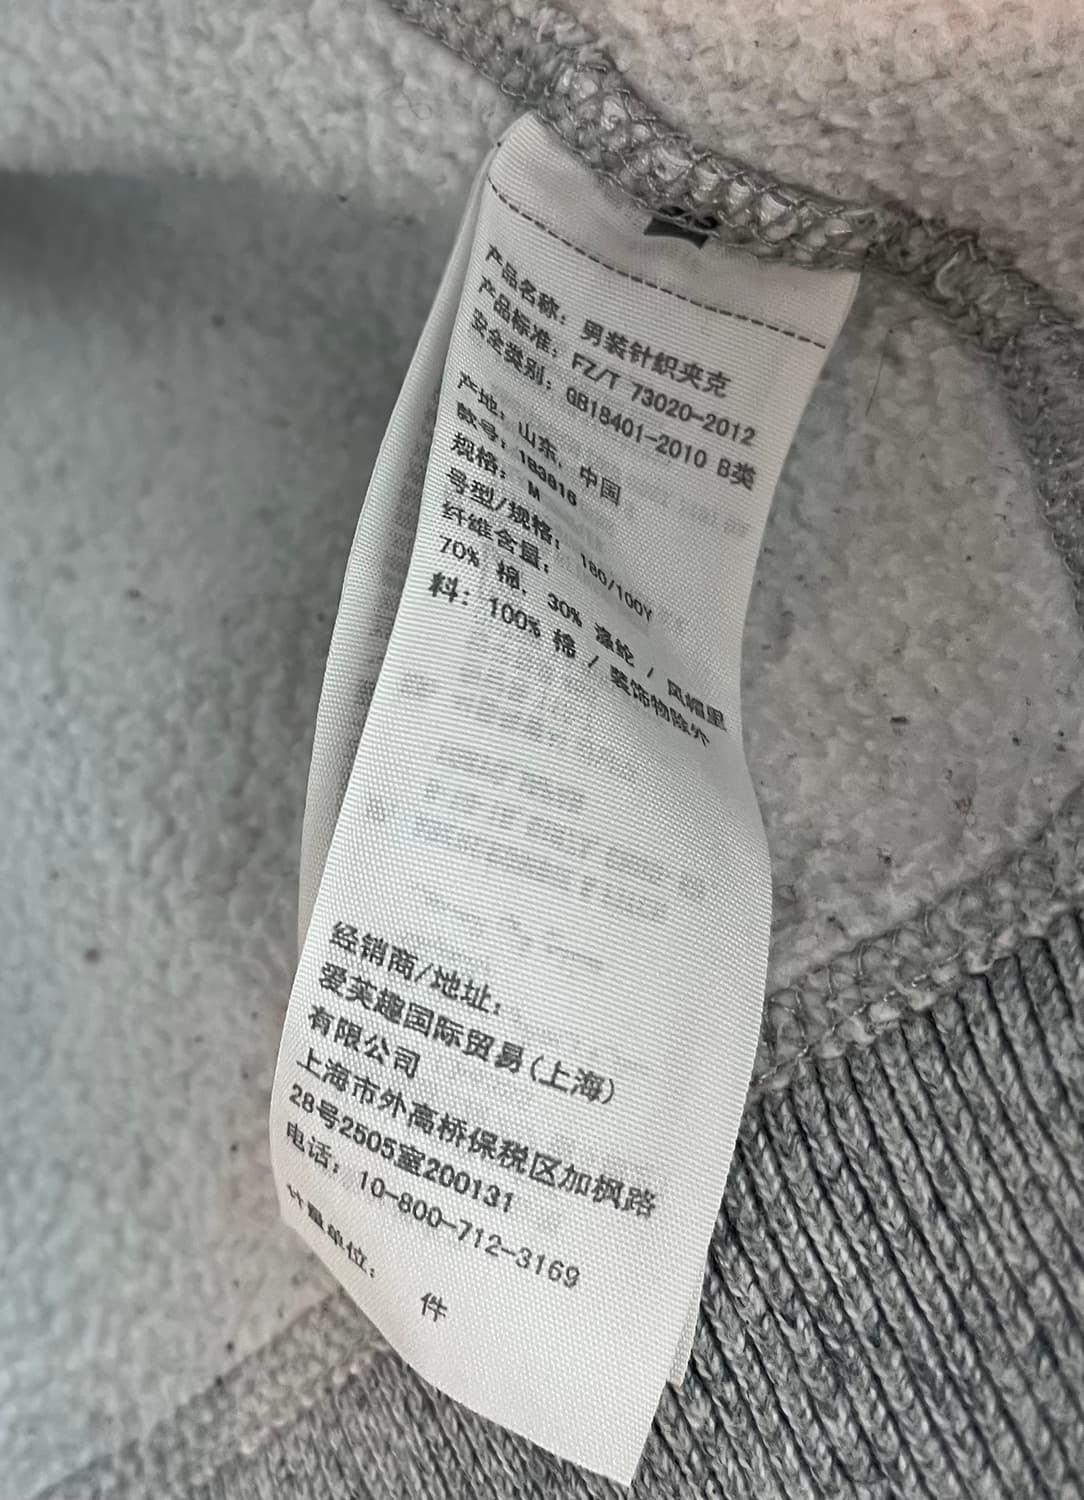 产品名称: 男装针织夹克
产品标准: FZ/T 73020-2012
安全类别: GB18401-2010 B类
产地: 山东, 中国
款号: 183816
规格: M
号型/规格: 180/100Y
纤维含量:
70% 棉, 30% 涤纶 / 风帽里
料: 100% 棉 / 装饰物除外
经销商/地址:
爱芙趣国际贸易(上海)
有限公司
上海市外高桥保税区加枫路
28号2505室200131
电话: 10-800-712-3169
计量单位: 件